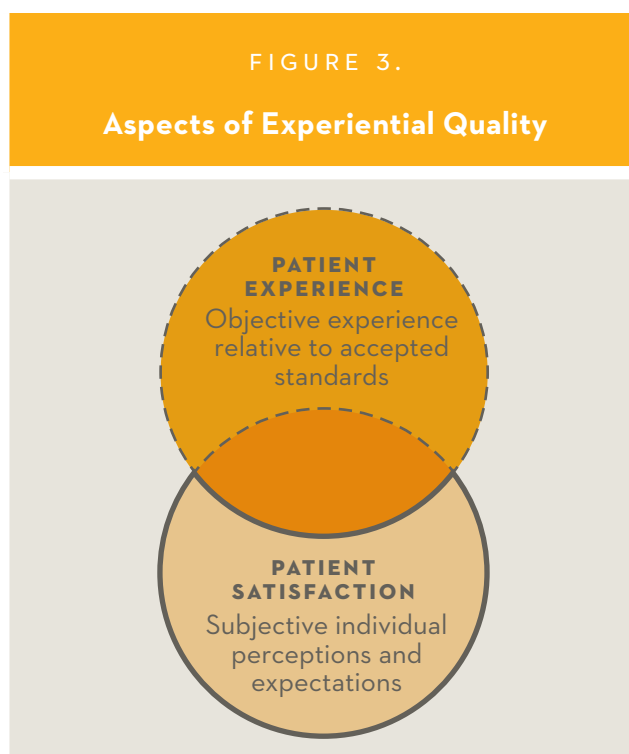 FIGURE 3.
Aspects of Experiential Quality
PATIENT
EXPERIENCE
Objective experience
relative to accepted
standards
PATIENT
SATISFACTION
Subjective individual
perceptions and
expectations